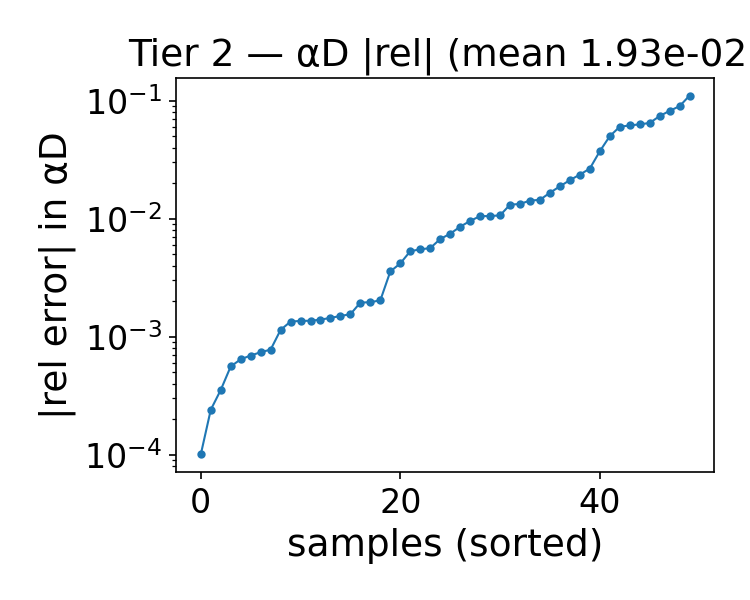 Tier 2 — αD |rel| (mean 1.93e-02
|rel error| in αD
10⁻¹
10⁻²
10⁻³
10⁻⁴
0 20 40
samples (sorted)